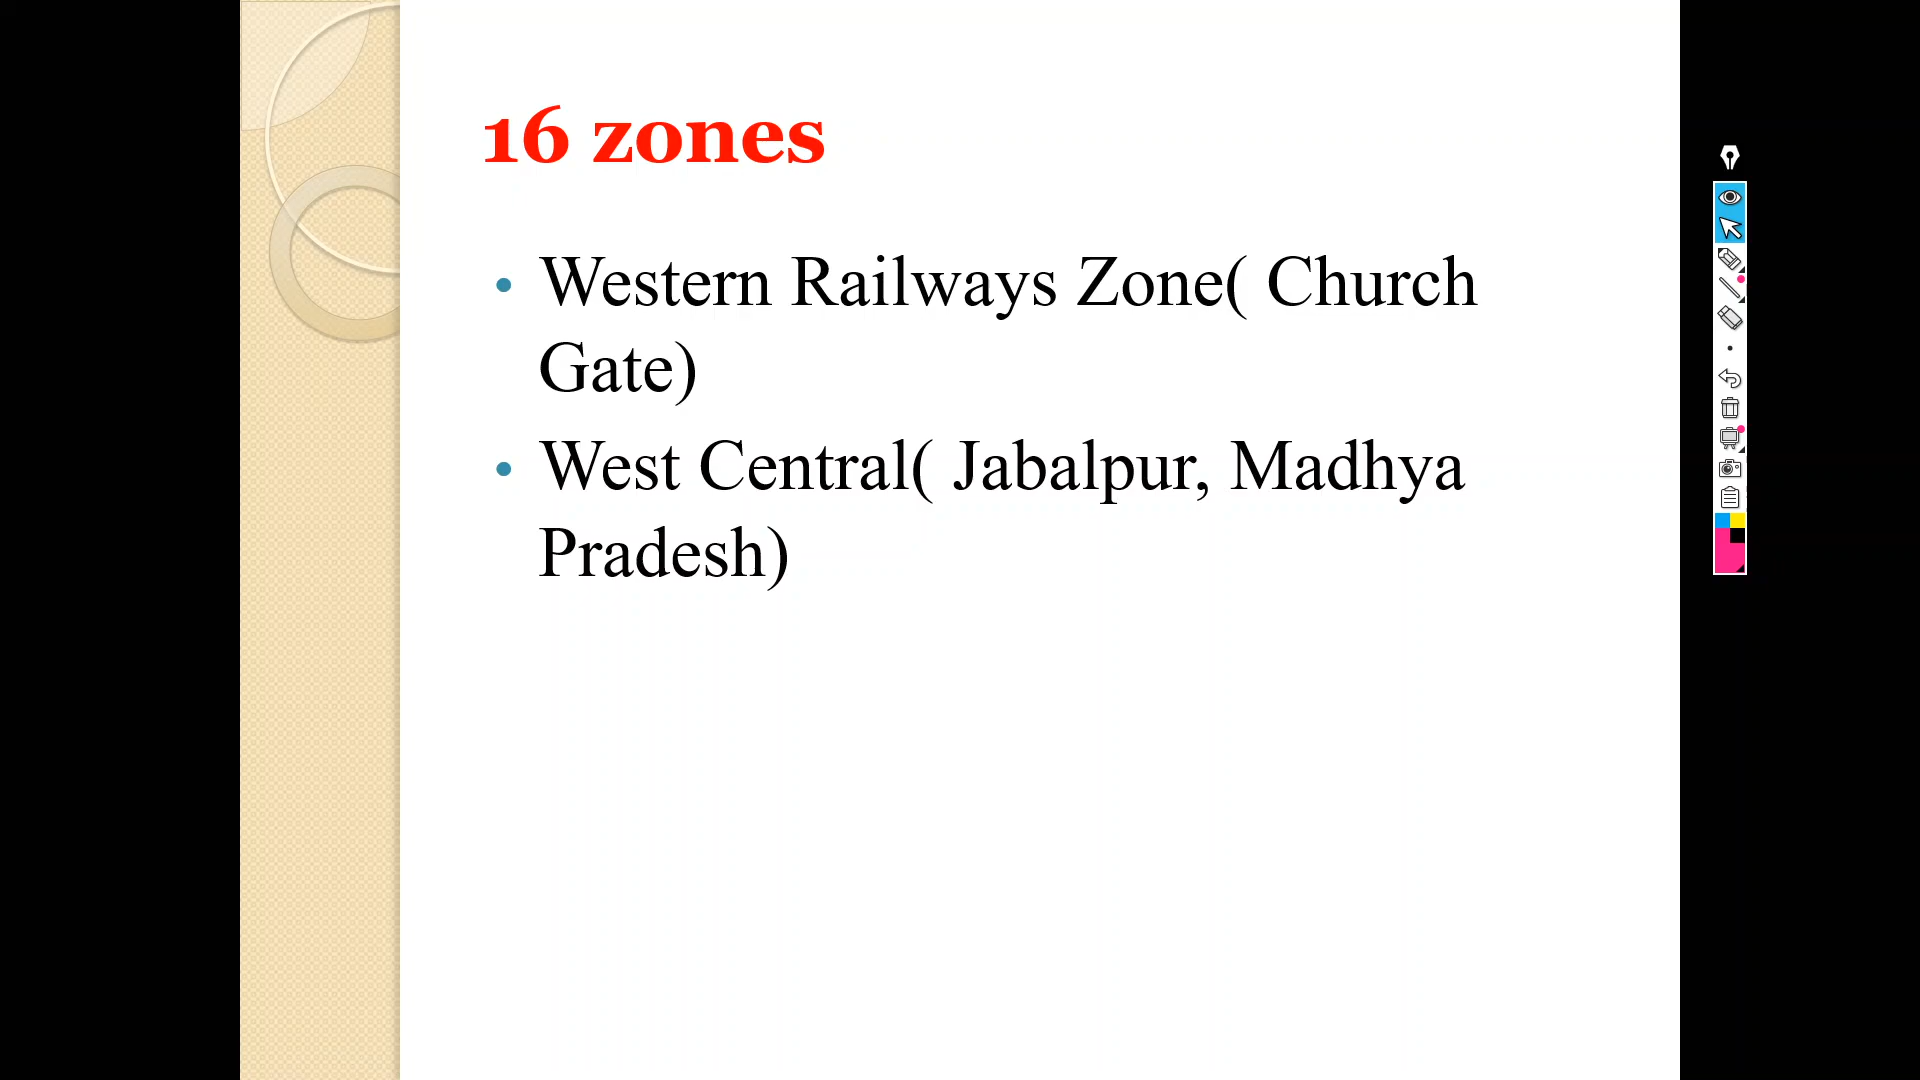 16 zones
• Western Railways Zone( Church
Gate)
• West Central( Jabalpur, Madhya
Pradesh)